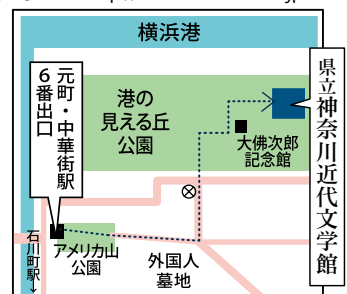 横浜港
県立神奈川近代文学館
元町・中華街駅
6番出口
港の
見える丘
公園
大佛次郎
記念館
アメリカ山
公園
外国人
墓地
石川町駅→